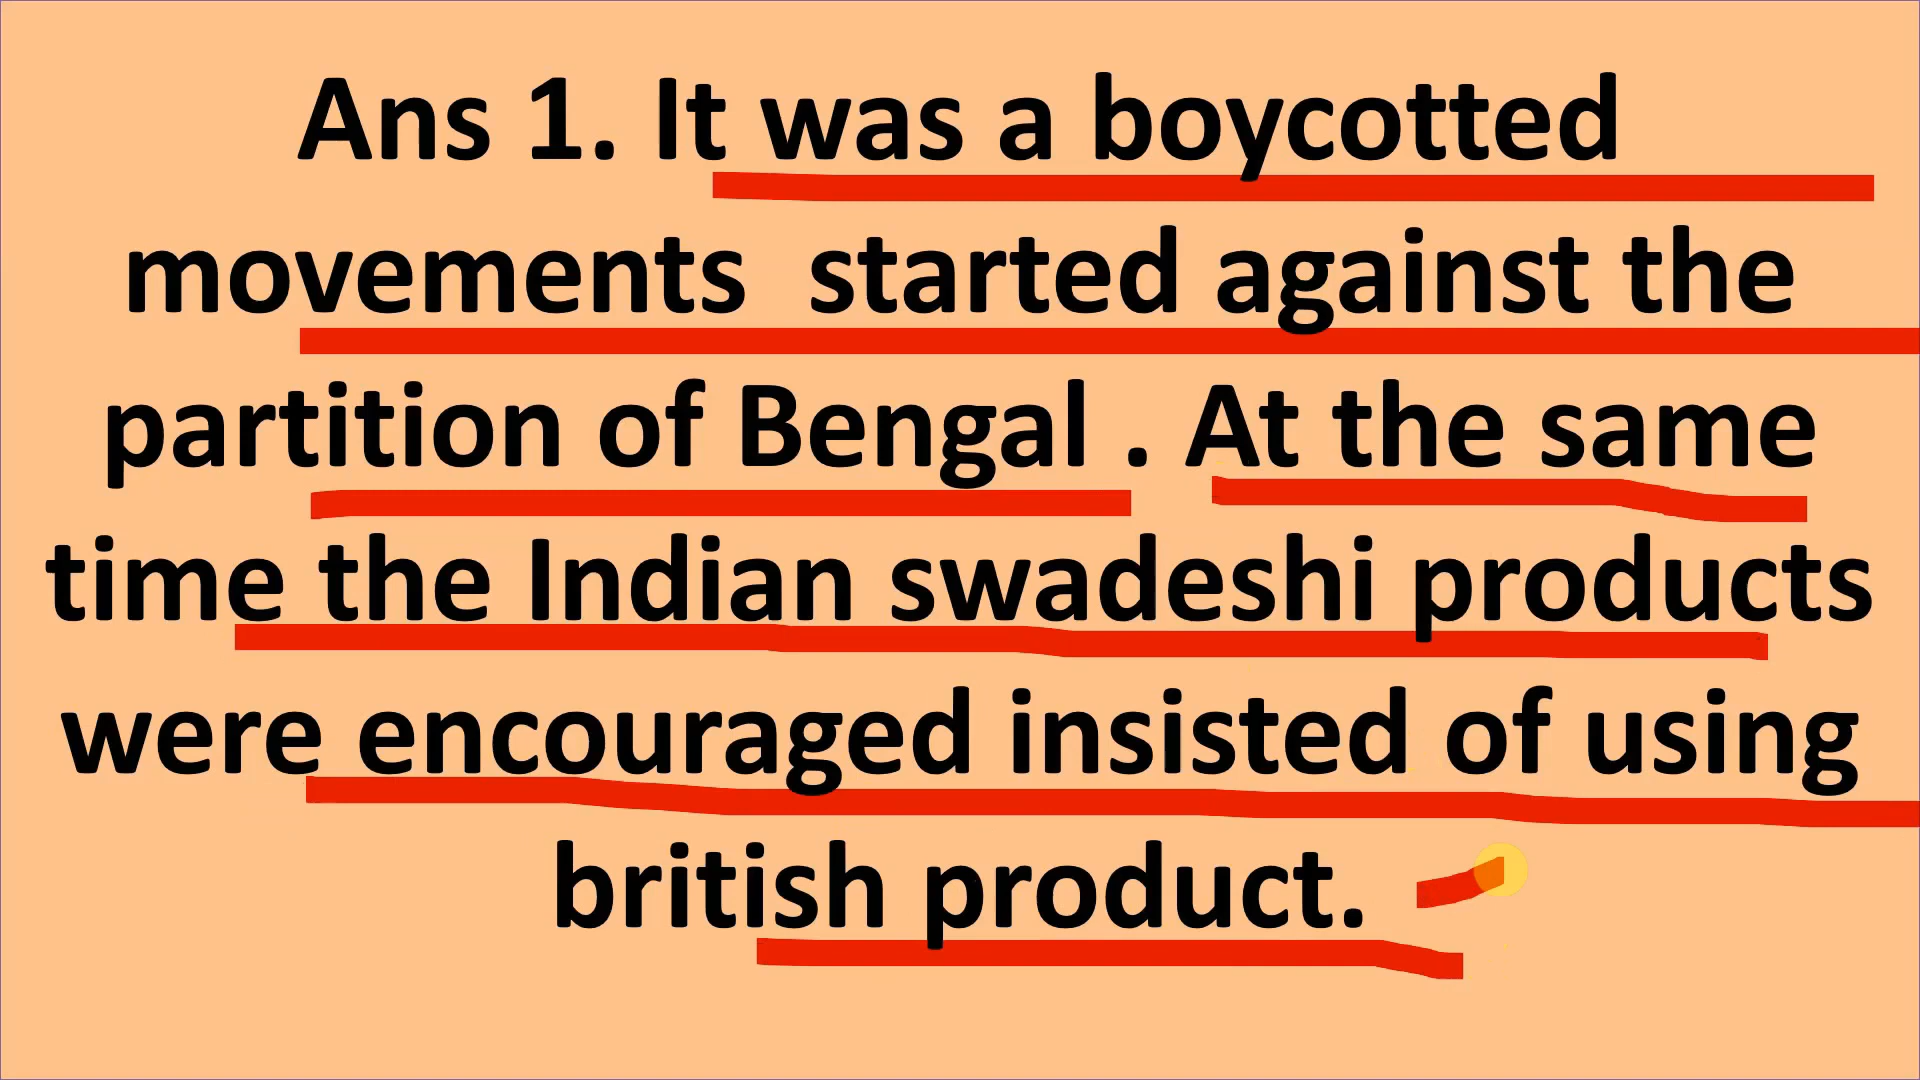 Ans 1. It was a boycotted
movements  started against the
partition of Bengal . At the same
time the Indian swadeshi products
were encouraged insisted of using
british product.